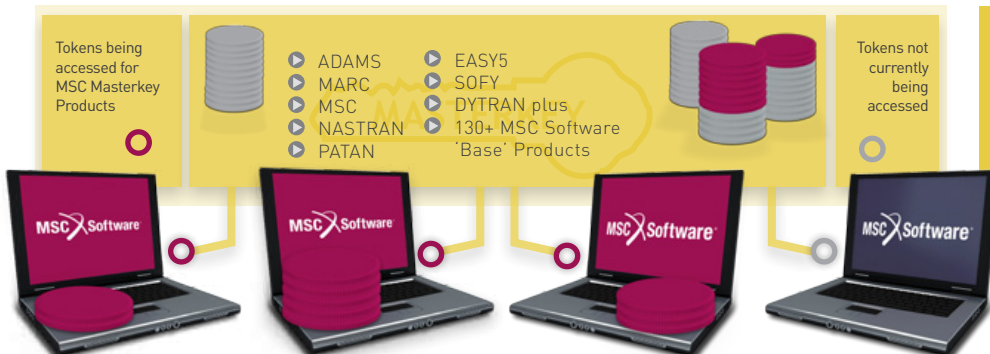 Tokens being
accessed for
MSC Masterkey
Products
ADAMS
MARC
MSC
NASTRAN
PATAN
EASY5
SOFY
DYTRAN plus
130+ MSC Software
'Base' Products
MASTERKEY
Tokens not
currently
being
accessed
MSC Software
MSC Software
MSC Software
MSC Software